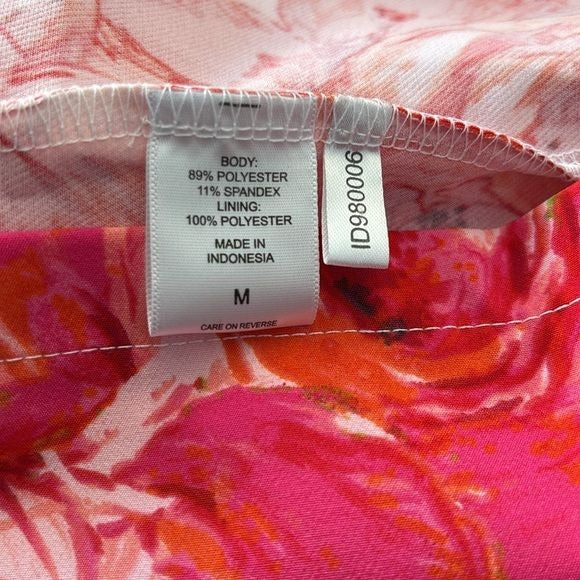 BODY:
89% POLYESTER
11% SPANDEX
LINING:
100% POLYESTER
MADE IN
INDONESIA
M
CARE ON REVERSE
ID980006